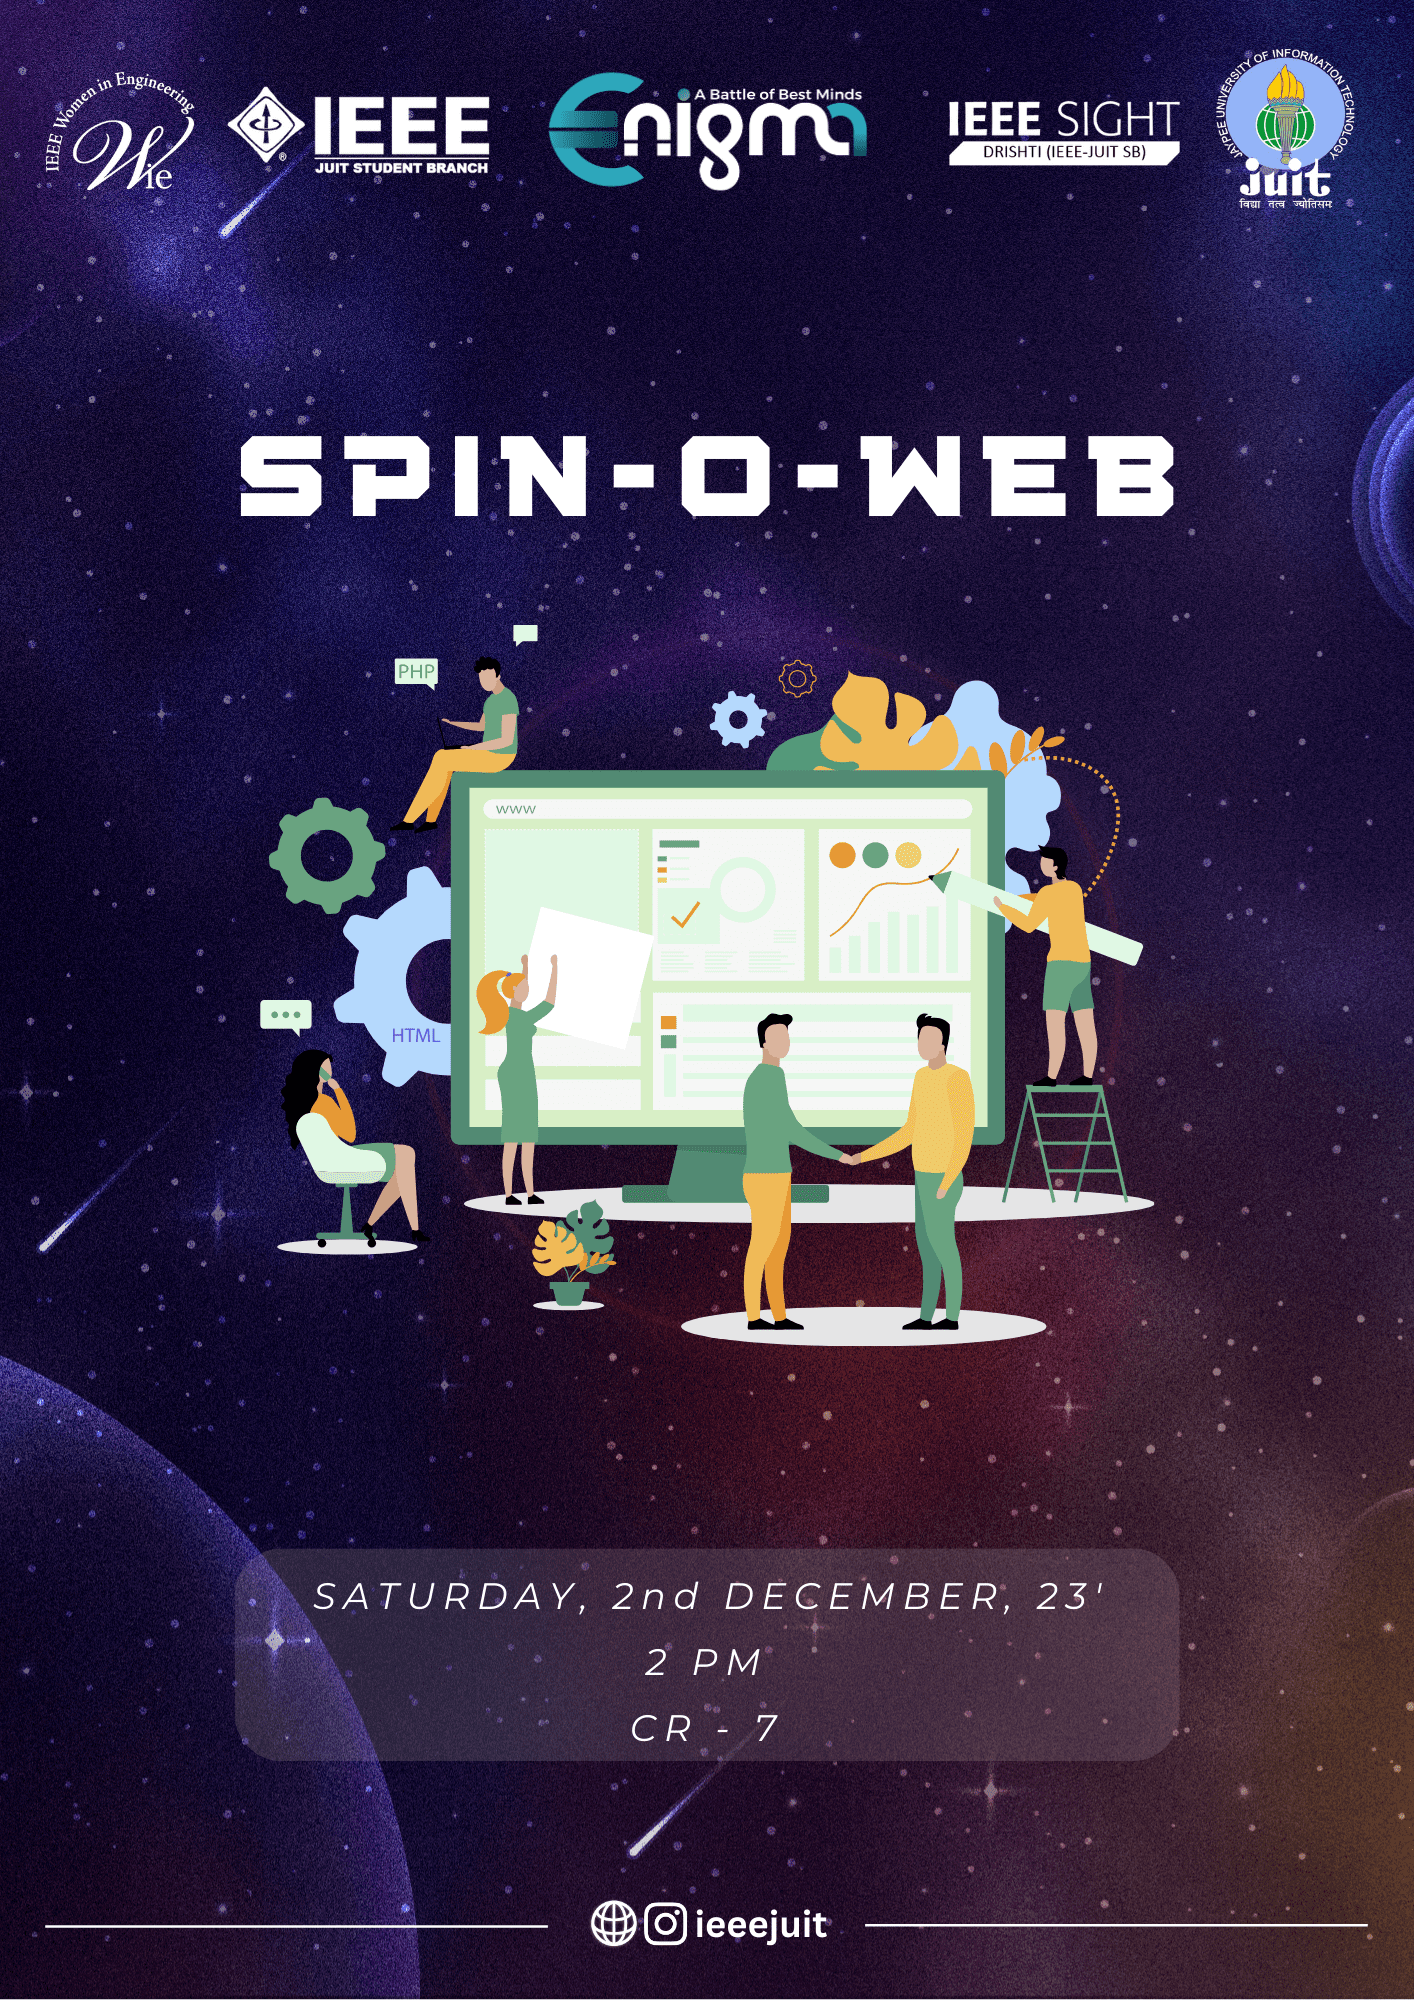 IEEE Women in Engineering
Wie
IEEE
®
JUIT STUDENT BRANCH
A Battle of Best Minds
Enigma
IEEE SIGHT
DRISHTI (IEEE-JUIT SB)
JAYPEE UNIVERSITY OF INFORMATION TECHNOLOGY
juit
विद्या तत्व ज्योतिसम
SPIN-O-WEB
PHP
www
HTML
SATURDAY, 2nd DECEMBER, 23'
2 PM
CR - 7
ieeejuit